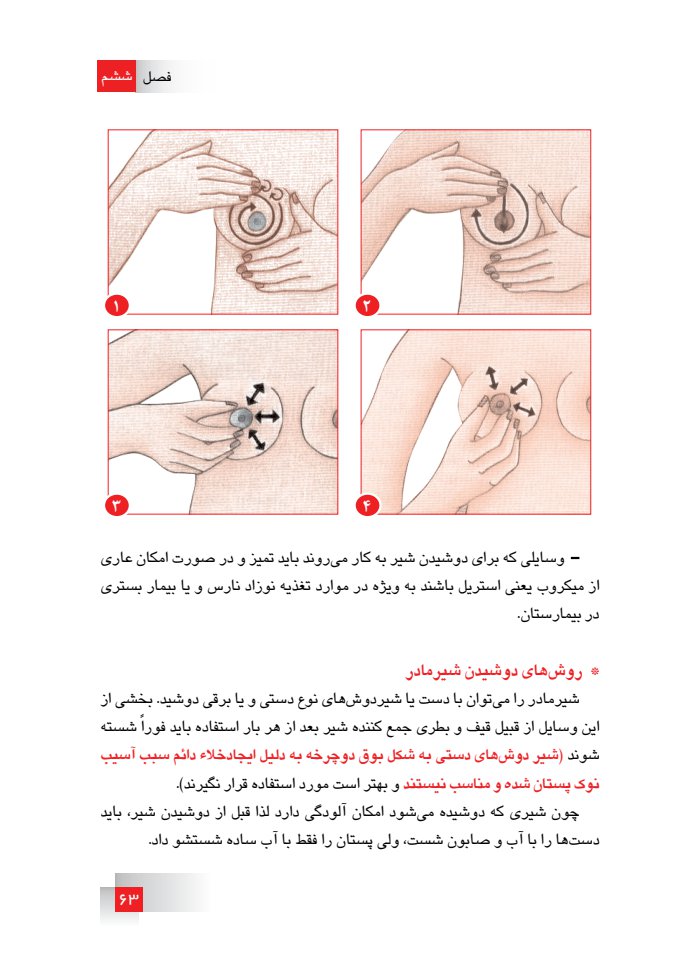 فصل ششم
۱
۲
۳
۴
– وسایلی که برای دوشیدن شیر به کار می‌روند باید تمیز و در صورت امکان عاری
از میکروب یعنی استریل باشند به ویژه در موارد تغذیه نوزاد نارس و یا بیمار بستری
در بیمارستان.
* روش‌های دوشیدن شیرمادر
شیرمادر را می‌توان با دست یا شیردوش‌های نوع دستی و یا برقی دوشید. بخشی از
این وسایل از قبیل قیف و بطری جمع کننده شیر بعد از هر بار استفاده باید فوراً شسته
شوند (شیر دوش‌های دستی به شکل بوق دوچرخه به دلیل ایجادخلاء دائم سبب آسیب
نوک پستان شده و مناسب نیستند و بهتر است مورد استفاده قرار نگیرند).
چون شیری که دوشیده می‌شود امکان آلودگی دارد لذا قبل از دوشیدن شیر، باید
دست‌ها را با آب و صابون شست، ولی پستان را فقط با آب ساده شستشو داد.
۶۳